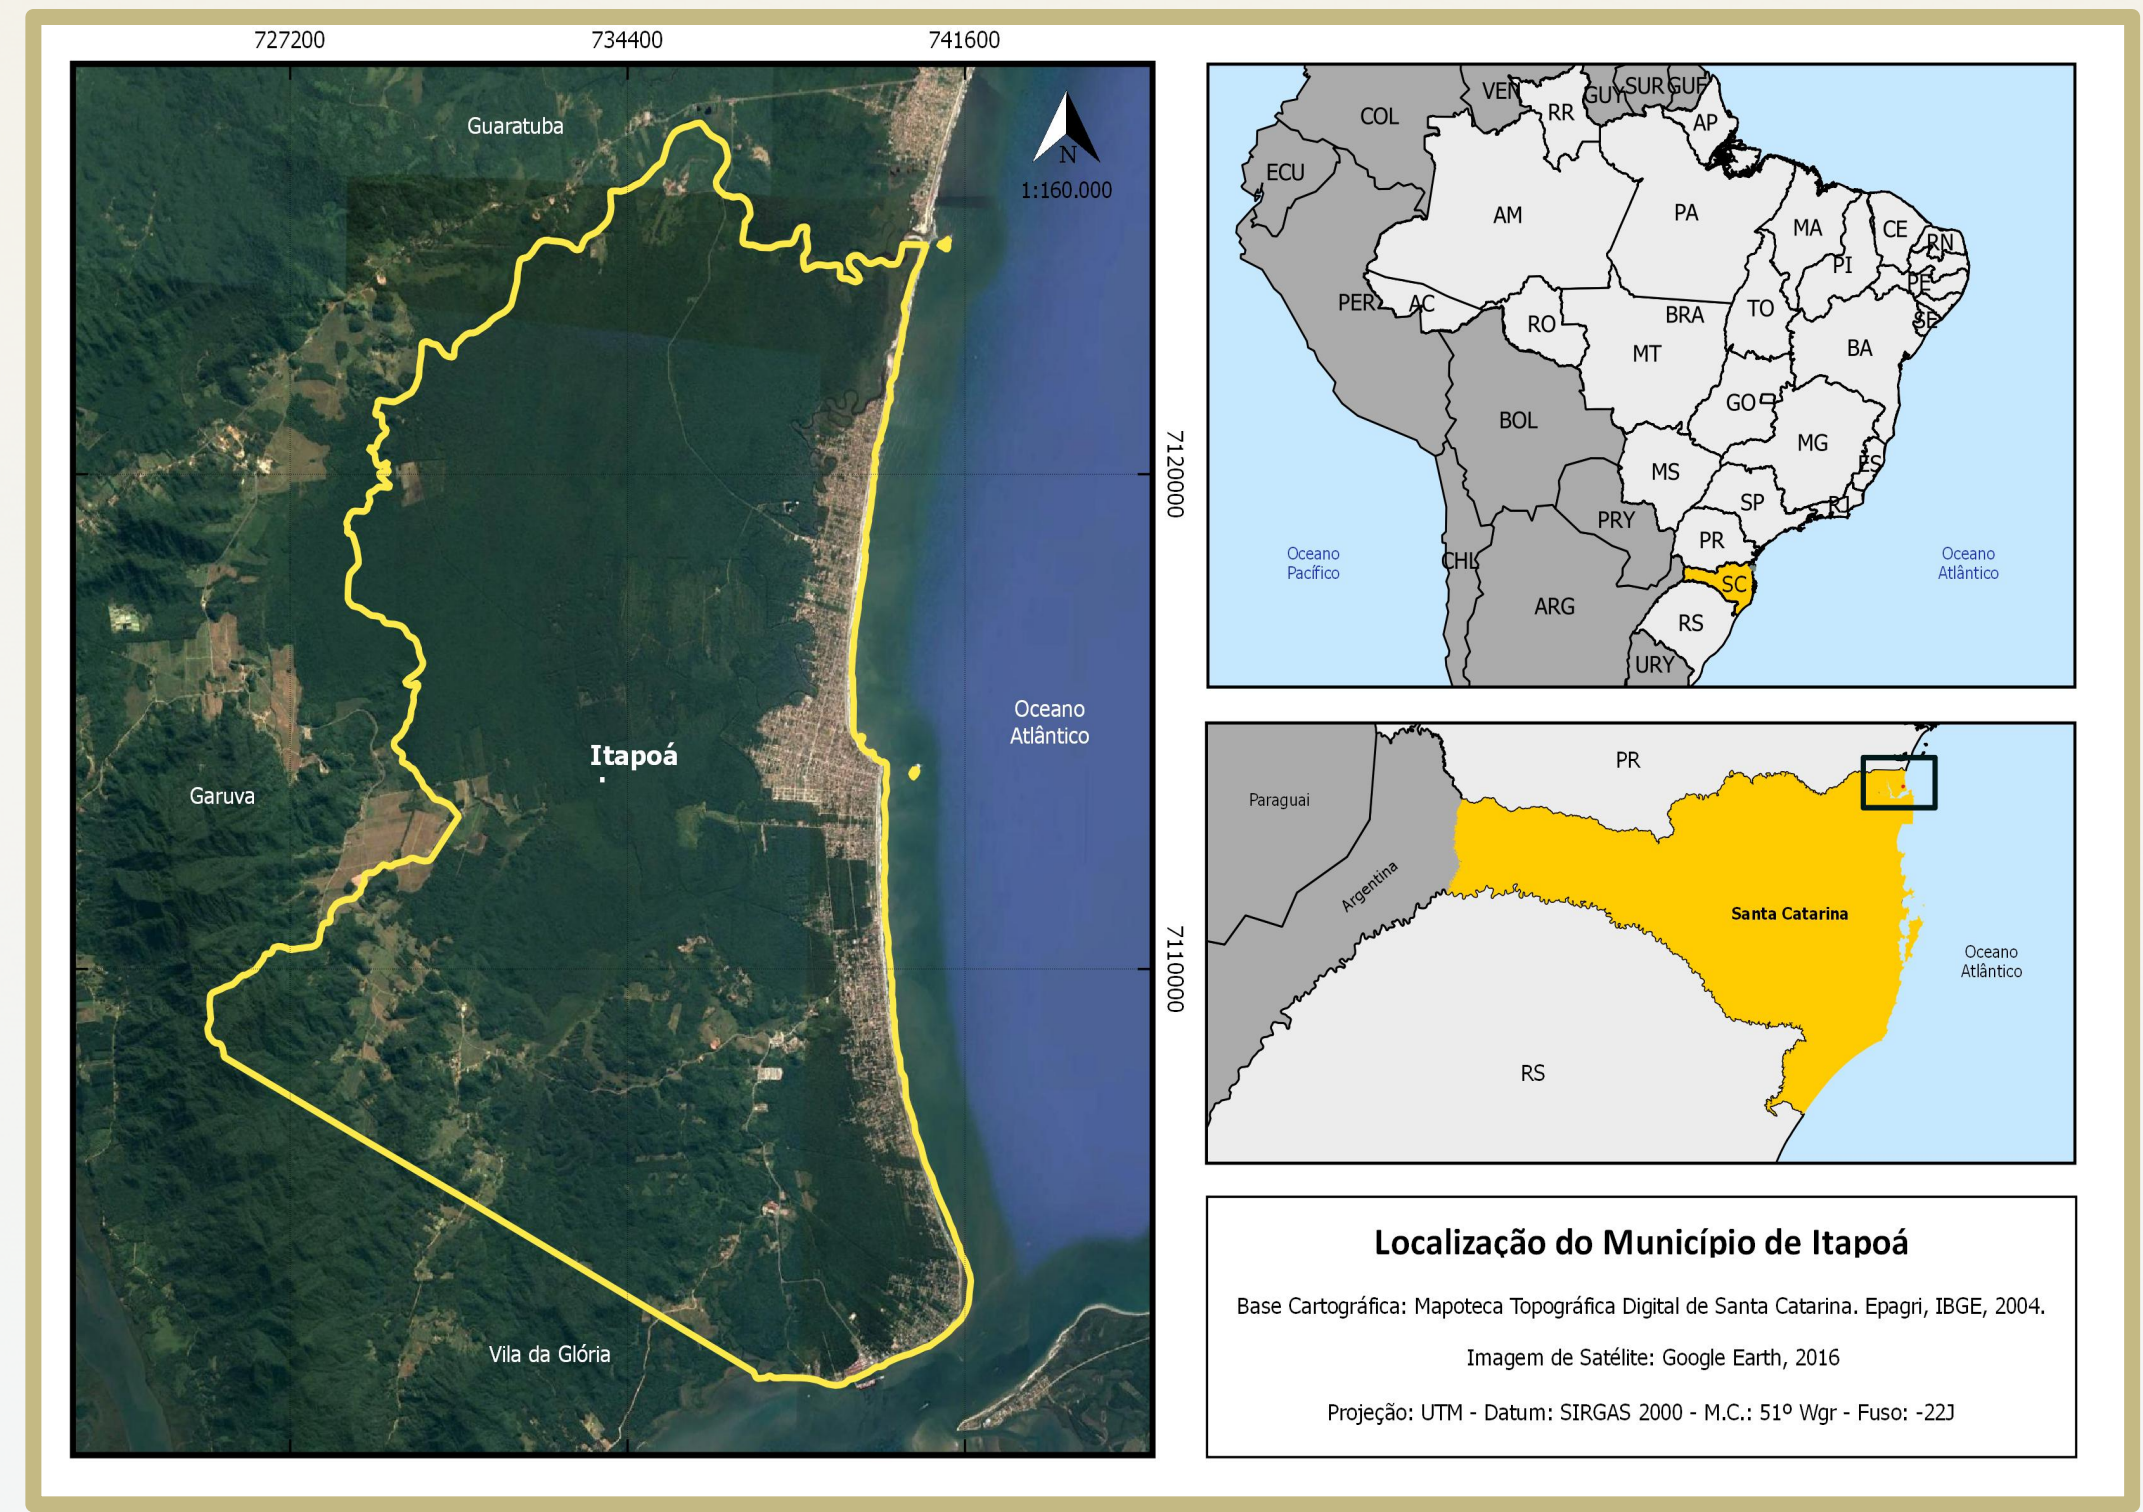 727200
734400
741600
Guaratuba
N
1:160.000
7120000
Oceano
Atlântico
Itapoá
Garuva
7110000
Vila da Glória
COL
VEN
RR
GUY
SUR
GUF
AP
ECU
AM
PA
MA
CE
RN
PI
PE
PER
AC
RO
BRA
TO
SE
MT
BA
BOL
GO
MG
MS
ES
SP
RJ
PRY
PR
CHL
Oceano
Pacífico
Oceano
Atlântico
SC
ARG
RS
URY
PR
Paraguai
Argentina
Santa Catarina
Oceano
Atlântico
RS
Localização do Município de Itapoá
Base Cartográfica: Mapoteca Topográfica Digital de Santa Catarina. Epagri, IBGE, 2004.
Imagem de Satélite: Google Earth, 2016
Projeção: UTM - Datum: SIRGAS 2000 - M.C.: 51º Wgr - Fuso: -22J